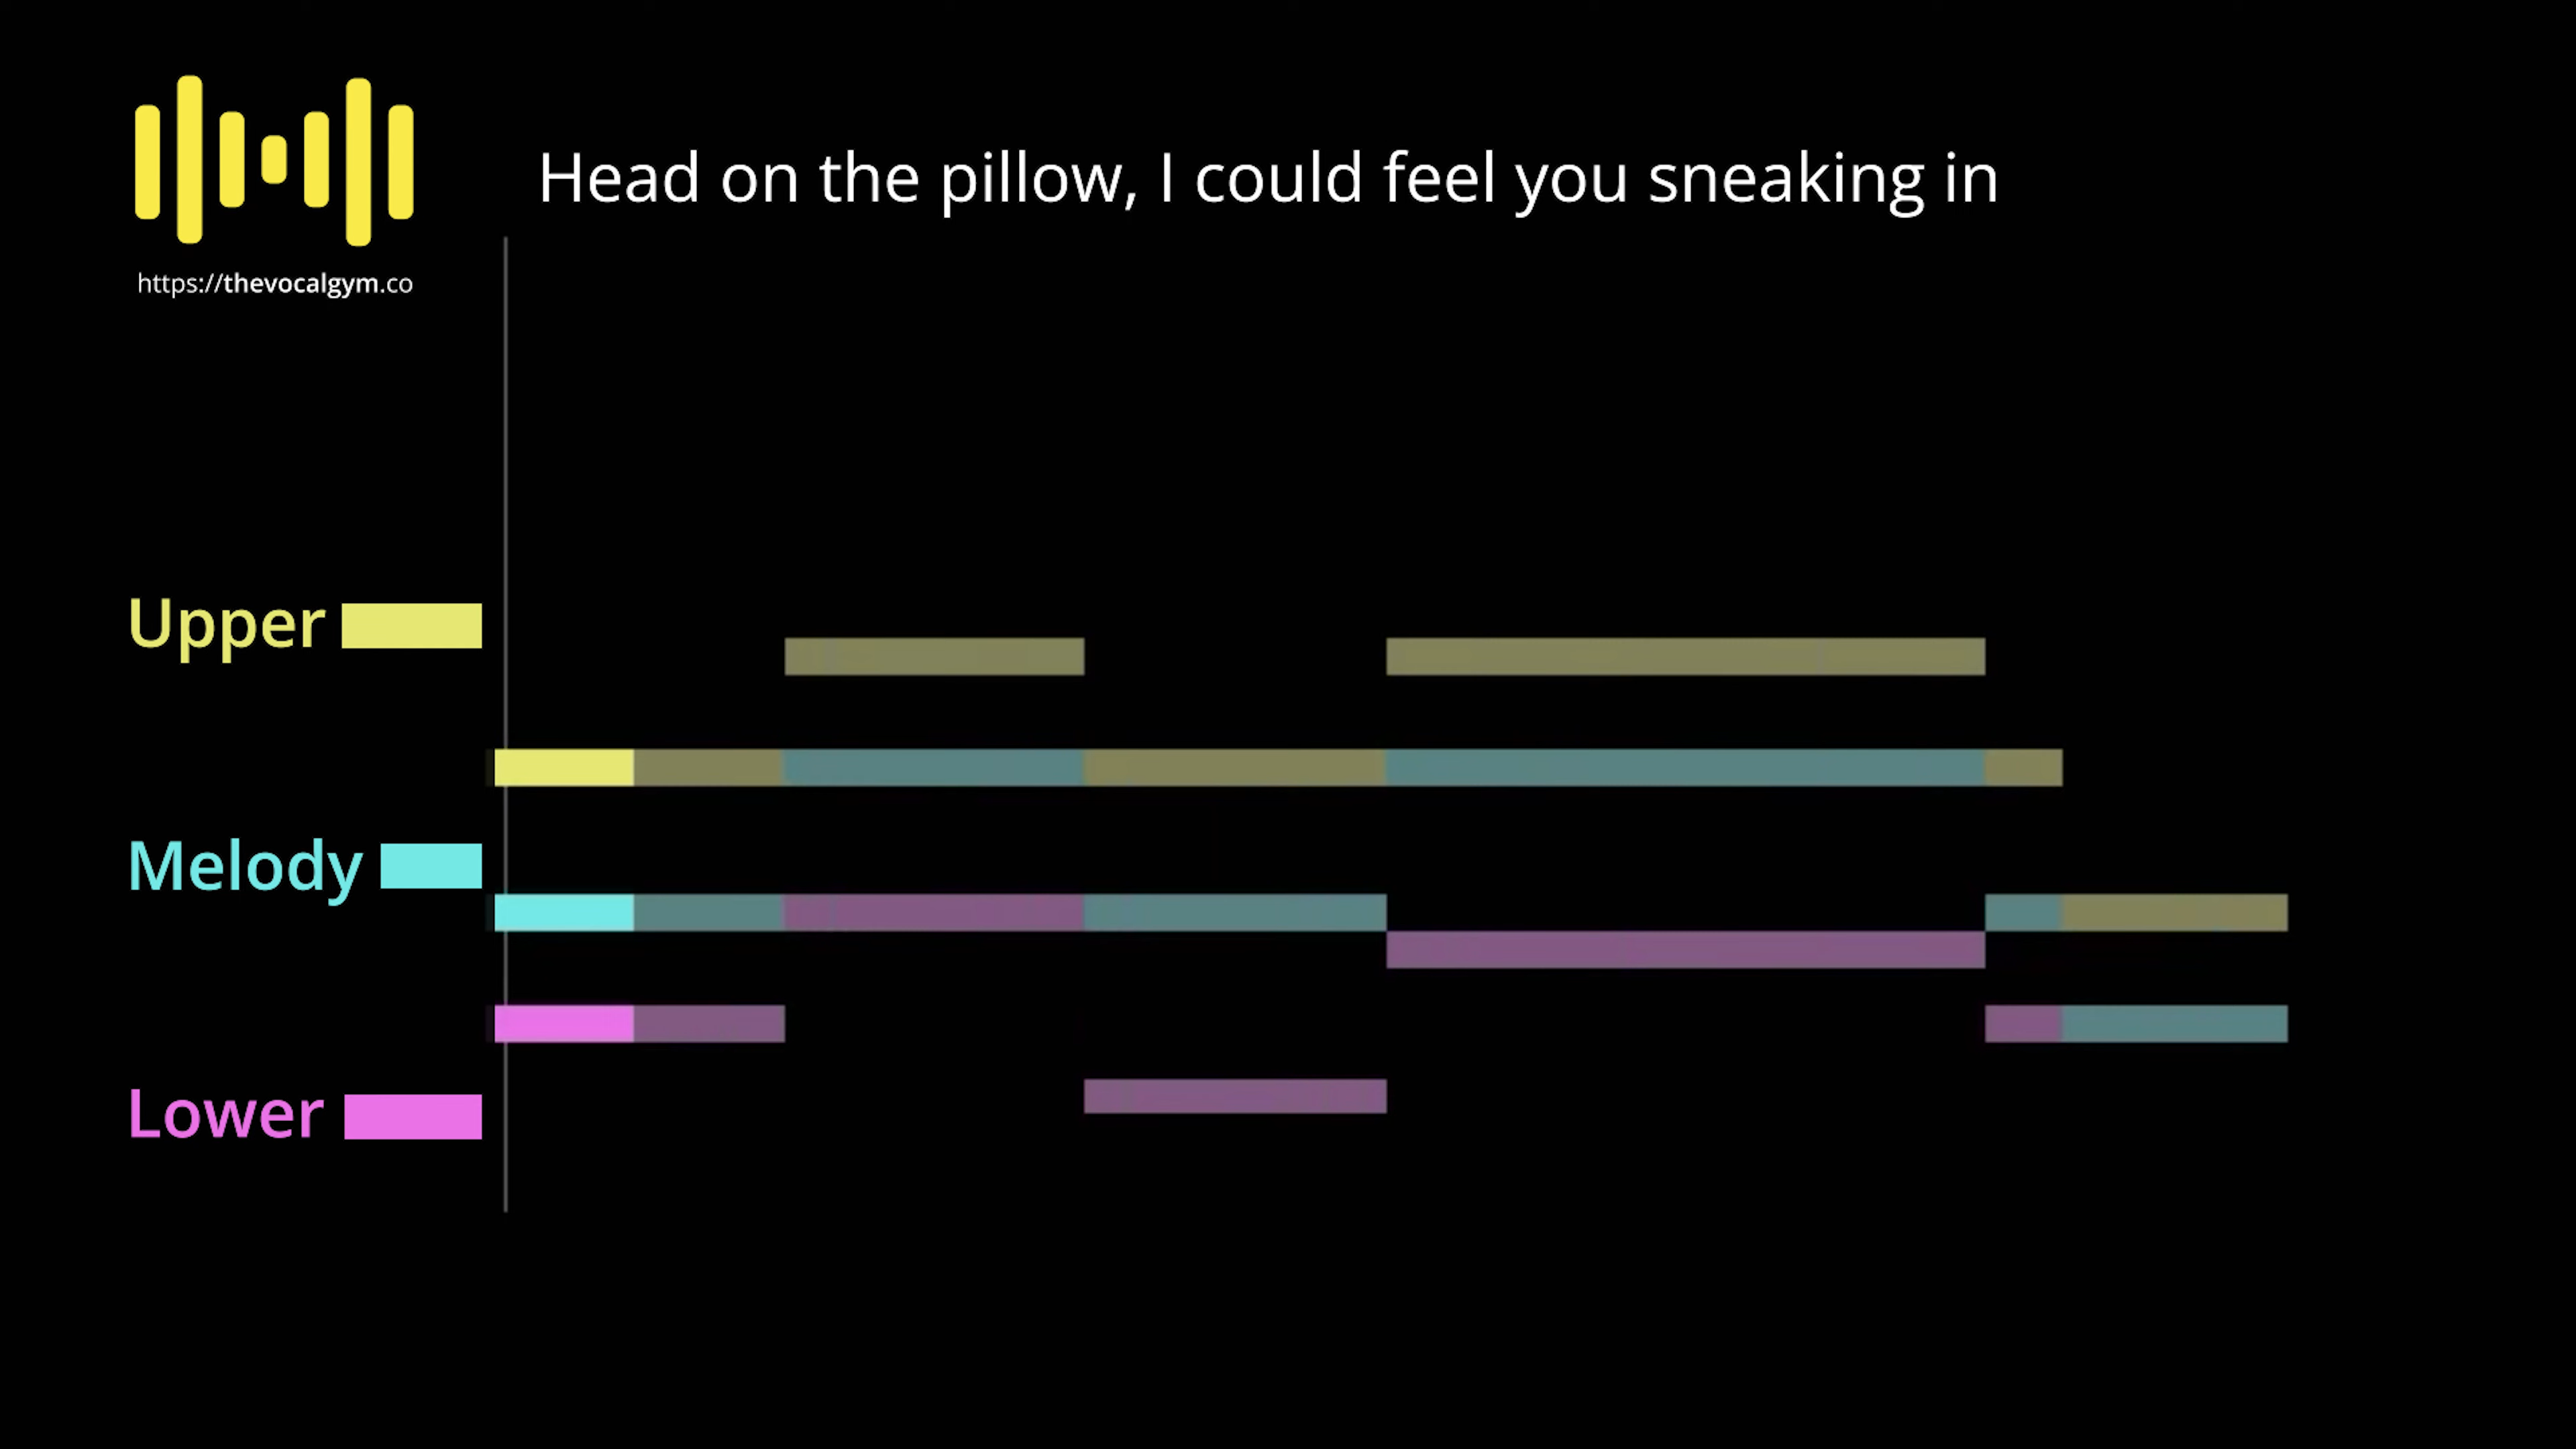 Head on the pillow, I could feel you sneaking in
https://thevocalgym.co
Upper
Melody
Lower